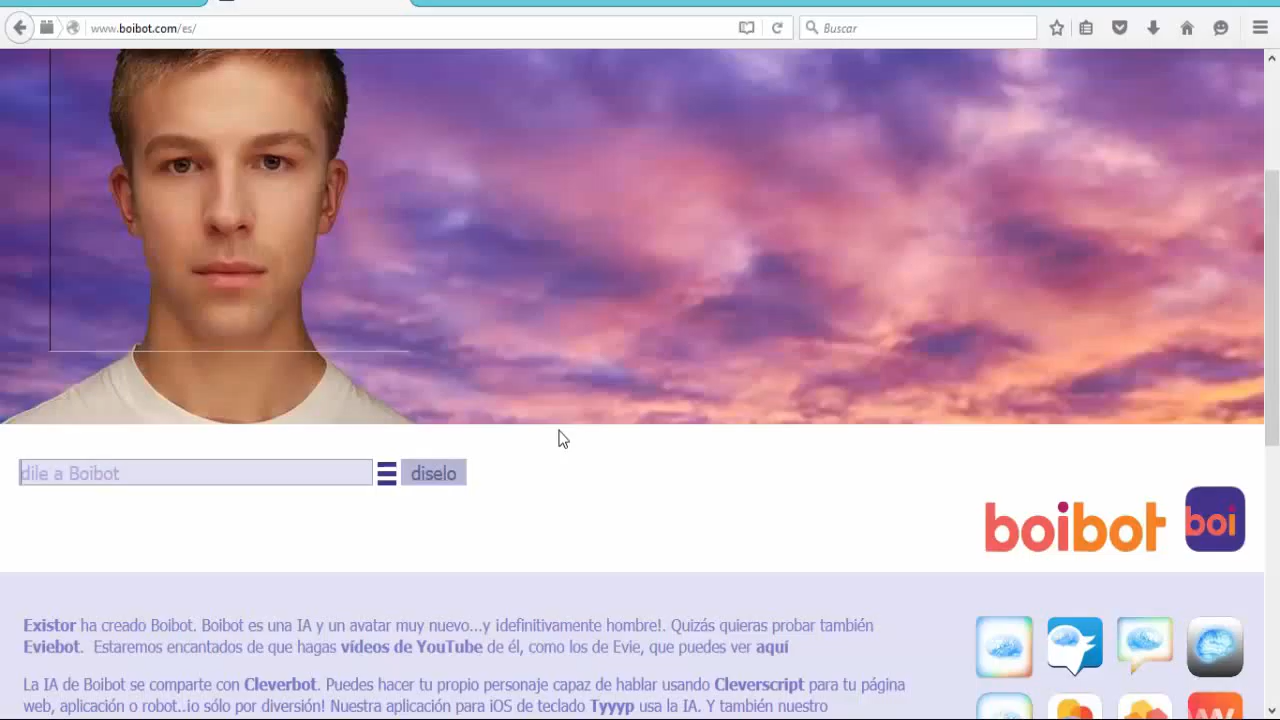 www.boibot.com/es/
Buscar
dile a Boibot
diselo
boibot
boi
Existor ha creado Boibot. Boibot es una IA y un avatar muy nuevo...y ¡definitivamente hombre!. Quizás quieras probar también
Eviebot. Estaremos encantados de que hagas vídeos de YouTube de él, como los de Evie, que puedes ver aquí
La IA de Boibot se comparte con Cleverbot. Puedes hacer tu propio personaje capaz de hablar usando Cleverscript para tu página
web, aplicación o robot..¡o sólo por diversión! Nuestra aplicación para iOS de teclado Tyyyp usa la IA. Y también nuestro